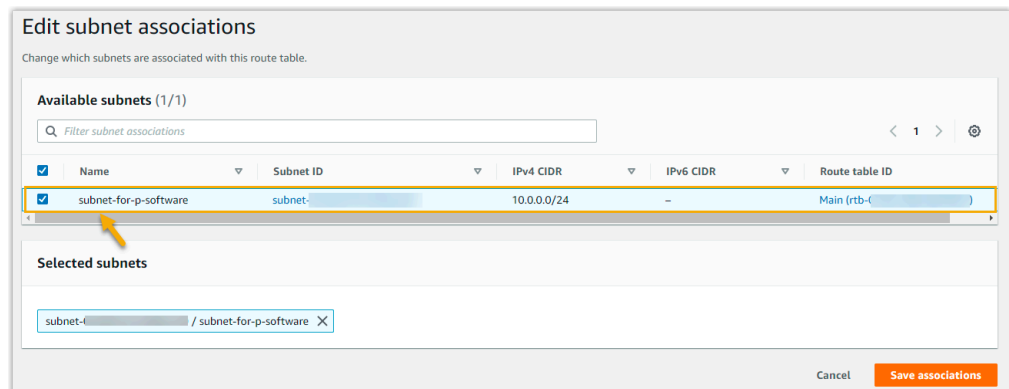 Edit subnet associations
Change which subnets are associated with this route table.
Available subnets (1/1)
Filter subnet associations
1
Name Subnet ID IPv4 CIDR IPv6 CIDR Route table ID
subnet-for-p-software subnet- 10.0.0.0/24 – Main (rtb- )
Selected subnets
subnet- / subnet-for-p-software
Cancel Save associations